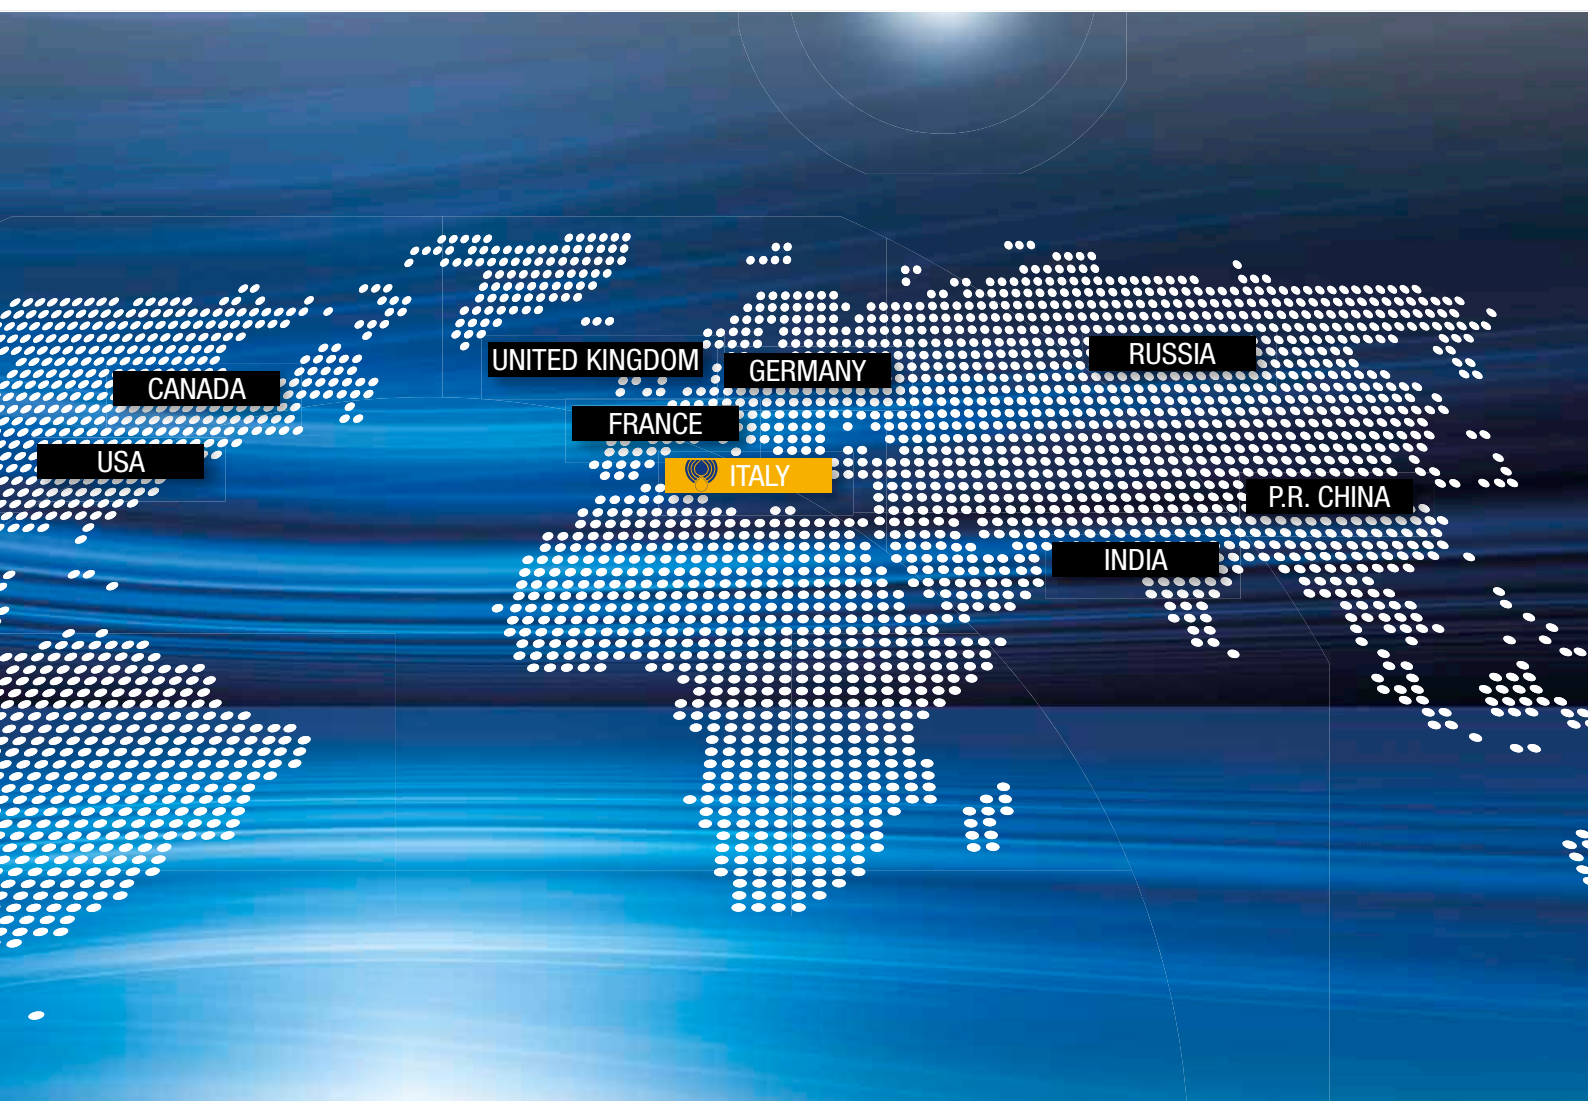 UNITED KINGDOM
GERMANY
RUSSIA
CANADA
FRANCE
USA
ITALY
P.R. CHINA
INDIA